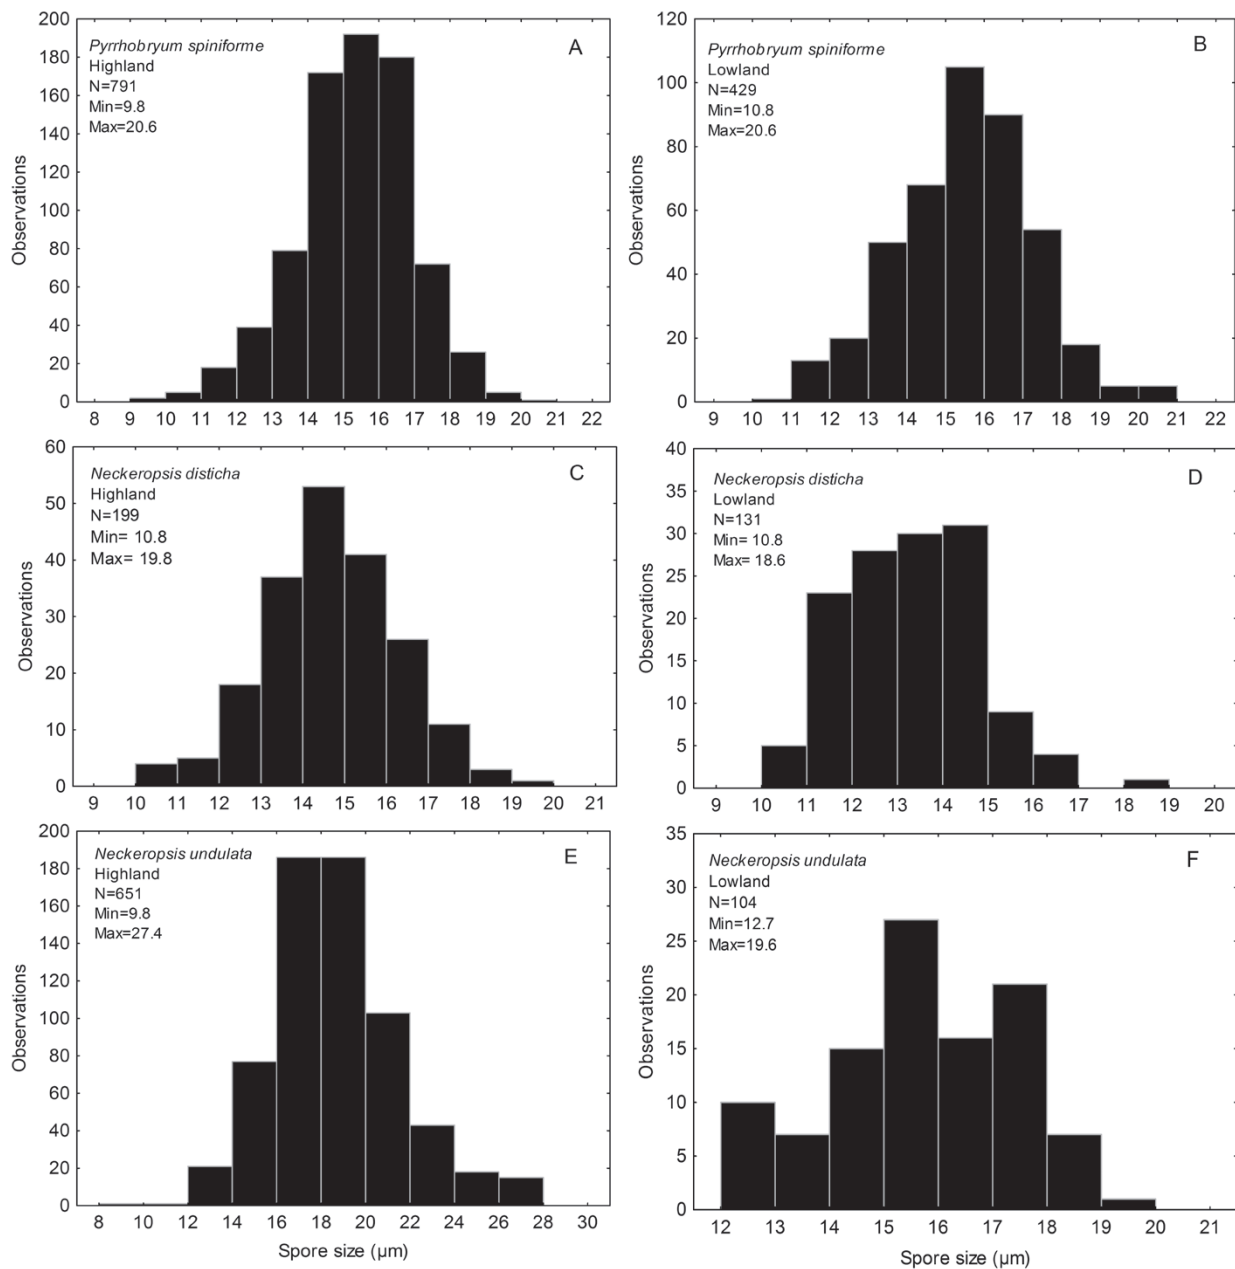 Pyrrhobryum spiniforme
Highland
N=791
Min=9.8
Max=20.6
A
Observations
200
180
160
140
120
100
80
60
40
20
0
8 9 10 11 12 13 14 15 16 17 18 19 20 21 22
Pyrrhobryum spiniforme
Lowland
N=429
Min=10.8
Max=20.6
B
Observations
120
100
80
60
40
20
0
9 10 11 12 13 14 15 16 17 18 19 20 21 22
Neckeropsis disticha
Highland
N=199
Min= 10.8
Max= 19.8
C
Observations
60
50
40
30
20
10
0
9 10 11 12 13 14 15 16 17 18 19 20 21
Neckeropsis disticha
Lowland
N=131
Min= 10.8
Max= 18.6
D
Observations
40
35
30
25
20
15
10
5
0
9 10 11 12 13 14 15 16 17 18 19 20
Neckeropsis undulata
Highland
N=651
Min=9.8
Max=27.4
E
Observations
200
180
160
140
120
100
80
60
40
20
0
8 10 12 14 16 18 20 22 24 26 28 30
Spore size (µm)
Neckeropsis undulata
Lowland
N=104
Min=12.7
Max=19.6
F
Observations
35
30
25
20
15
10
5
0
12 13 14 15 16 17 18 19 20 21
Spore size (µm)